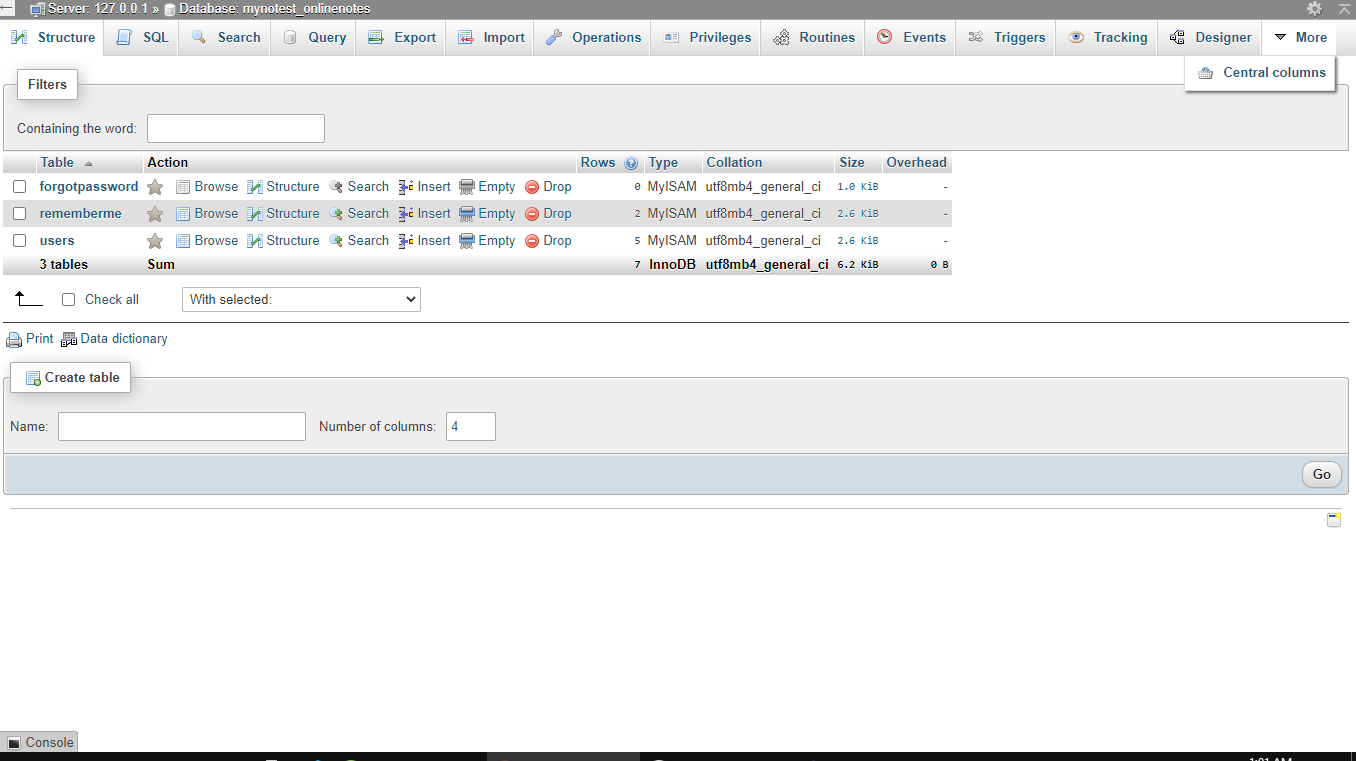 Server: 127.0.0.1 » Database: mynotest_onlinenotes
Structure SQL Search Query Export Import Operations Privileges Routines Events Triggers Tracking Designer More
Central columns
Filters
Containing the word:
Table Action Rows Type Collation Size Overhead
forgotpassword Browse Structure Search Insert Empty Drop 0 MyISAM utf8mb4_general_ci 1.0 KiB -
rememberme Browse Structure Search Insert Empty Drop 2 MyISAM utf8mb4_general_ci 2.6 KiB -
users Browse Structure Search Insert Empty Drop 5 MyISAM utf8mb4_general_ci 2.6 KiB -
3 tables Sum 7 InnoDB utf8mb4_general_ci 6.2 KiB 0 B
Check all With selected:
Print Data dictionary
Create table
Name: Number of columns: 4
Go
Console